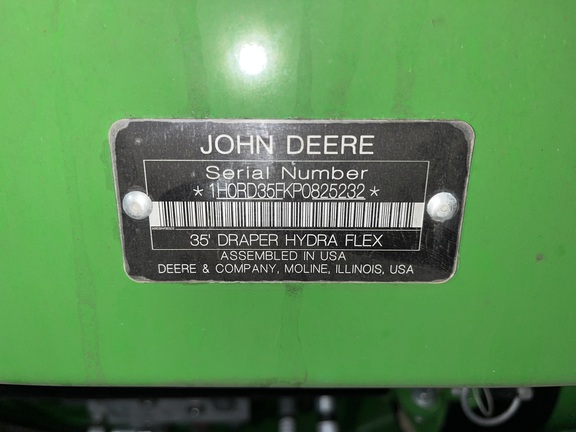 JOHN DEERE
Serial Number
*1H0RD35FKP0825232*
35' DRAPER HYDRA FLEX
ASSEMBLED IN USA
DEERE & COMPANY, MOLINE, ILLINOIS, USA